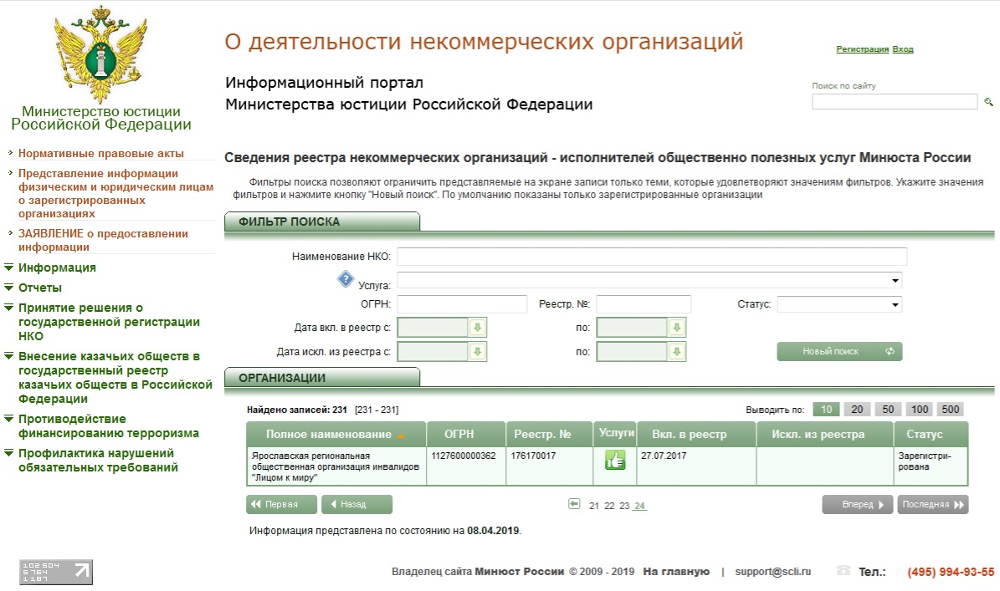 О деятельности некоммерческих организаций
Регистрация Вход
Информационный портал
Министерства юстиции Российской Федерации
Поиск по сайту
Министерство юстиции
Российской Федерации
Нормативные правовые акты
Представление информации
физическим и юридическим лицам
о зарегистрированных
организациях
ЗАЯВЛЕНИЕ о предоставлении
информации
Информация
Отчеты
Принятие решения о
государственной регистрации
НКО
Внесение казачьих обществ в
государственный реестр
казачьих обществ в Российской
Федерации
Противодействие
финансированию терроризма
Профилактика нарушений
обязательных требований
Сведения реестра некоммерческих организаций - исполнителей общественно полезных услуг Минюста России
Фильтры поиска позволяют ограничить представляемые на экране записи только теми, которые удовлетворяют значениям фильтров. Укажите значения
фильтров и нажмите кнопку "Новый поиск". По умолчанию показаны только зарегистрированные организации
ФИЛЬТР ПОИСКА
Наименование НКО:
? Услуга:
ОГРН: Реестр. №: Статус:
Дата вкл. в реестр с: по:
Дата искл. из реестра с: по: Новый поиск
ОРГАНИЗАЦИИ
Найдено записей: 231 [231 - 231] Выводить по: 10 20 50 100 500
Полное наименование ОГРН Реестр. № Услуги Вкл. в реестр Искл. из реестра Статус
Ярославская региональная
общественная организация инвалидов
"Лицом к миру"
1127600000362 176170017 27.07.2017
Зарегистри-
рована
Первая Назад 21 22 23 24 Вперед Последняя
Информация представлена по состоянию на 08.04.2019.
102504
5764
1187
Владелец сайта Минюст России © 2009 - 2019 На главную | support@scli.ru Тел.: (495) 994-93-55